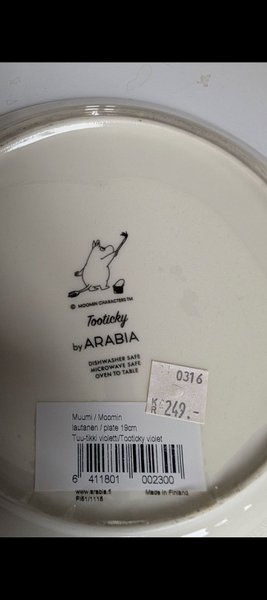 © MOOMIN CHARACTERS™
Tooticky
by ARABIA
DISHWASHER SAFE
MICROWAVE SAFE
OVEN TO TABLE
0316
KR 249.-
Muumi / Moomin
lautanen / plate 19cm
Tuu-tikki violetti/Tooticky violet
6 411801 002300
www.arabia.fi Made in Finland